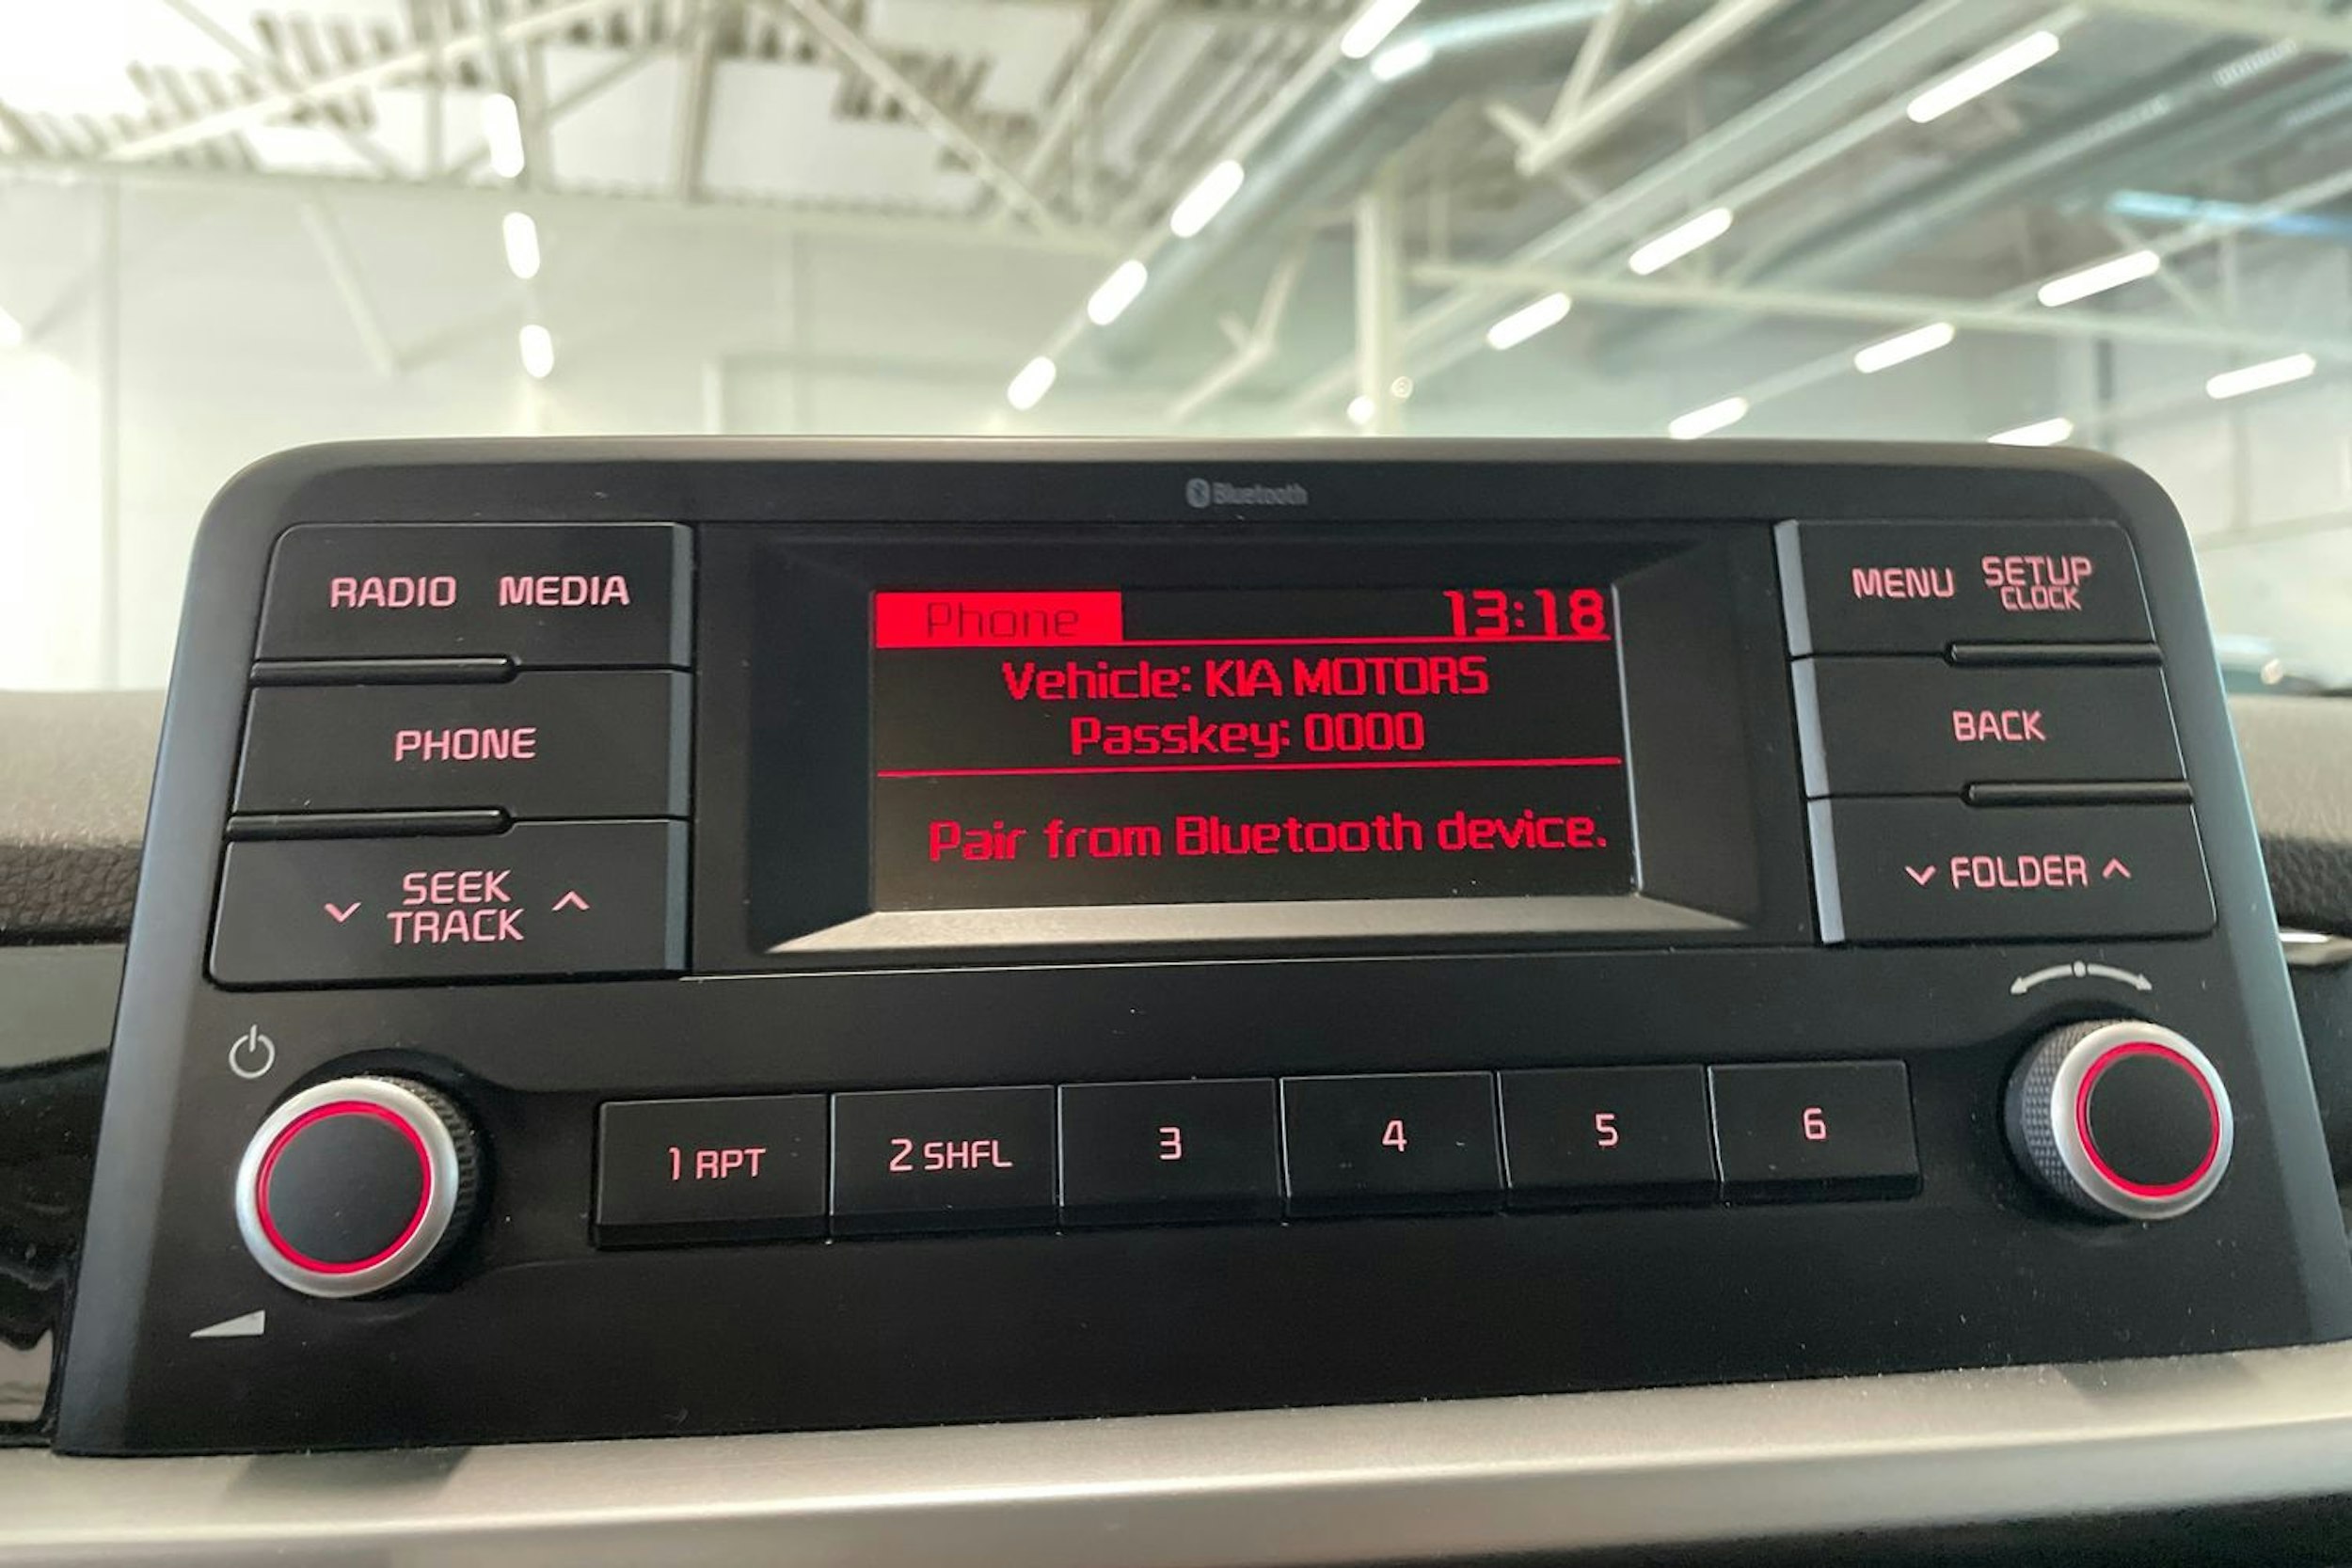 Bluetooth
RADIO MEDIA
PHONE
SEEK
TRACK
Phone 13:18
Vehicle: KIA MOTORS
Passkey: 0000
Pair from Bluetooth device.
MENU SETUP
CLOCK
BACK
FOLDER
1 RPT 2 SHFL 3 4 5 6